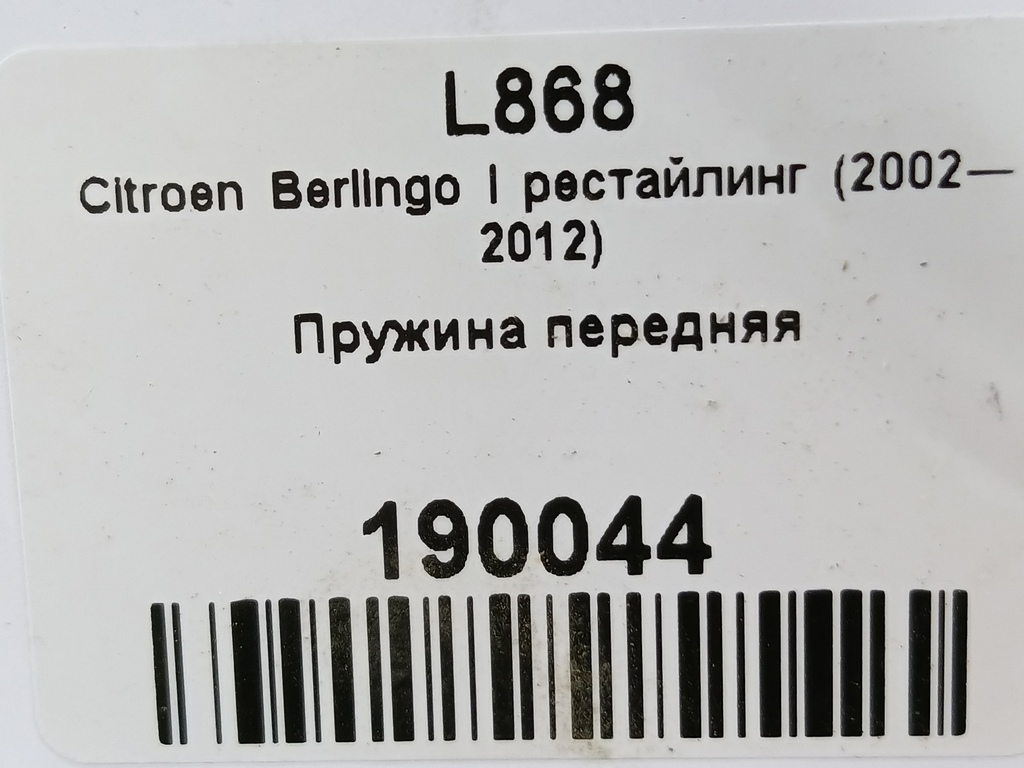 L868
Citroen Berlingo I рестайлинг (2002—
2012)
Пружина передняя
190044